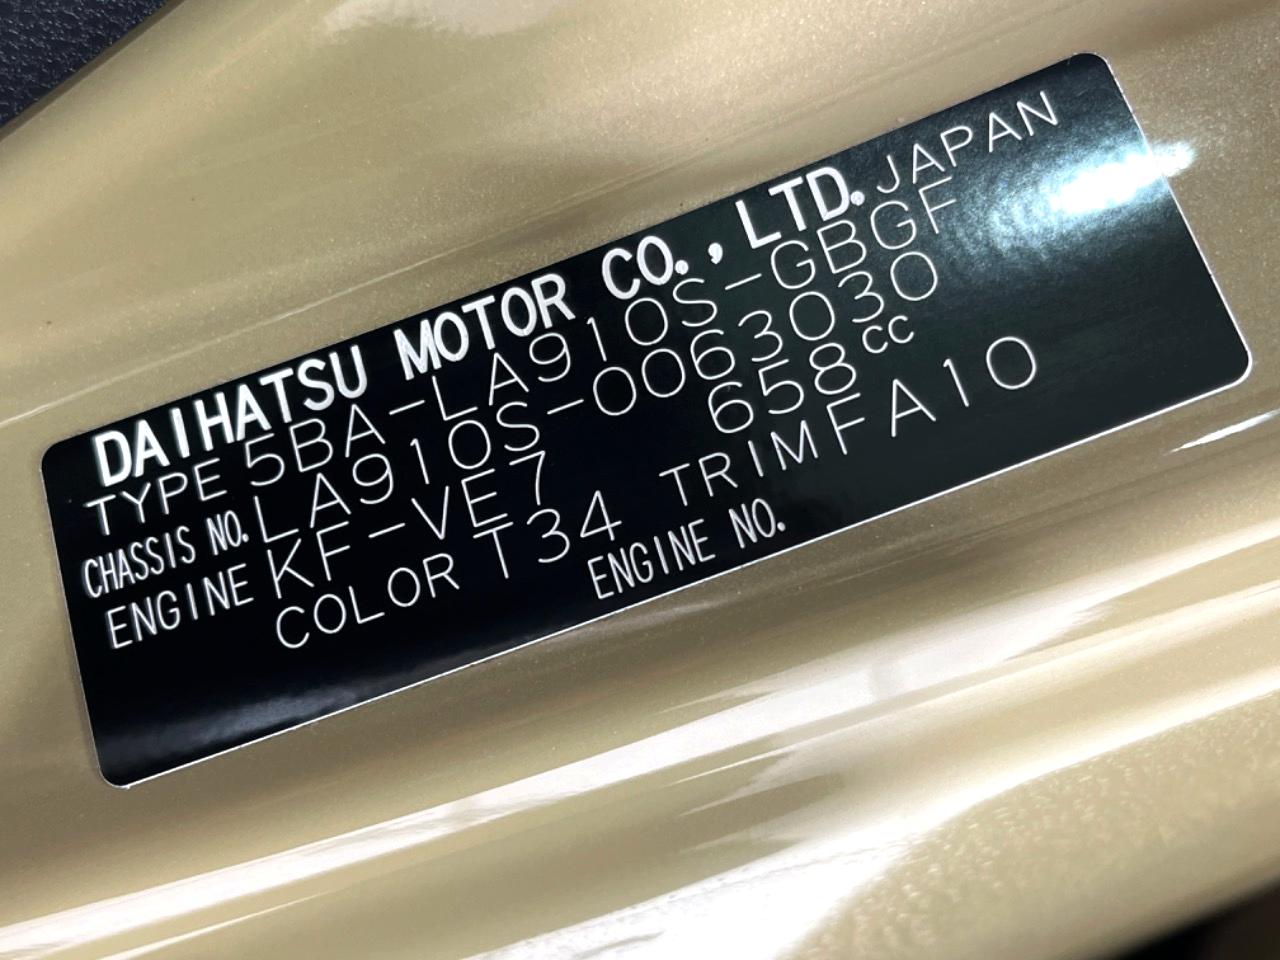 DAIHATSU MOTOR CO., LTD. JAPAN
TYPE 5BA-LA910S-GBGF
CHASSIS NO. LA910S-0063030
ENGINE KF-VE7 658cc
COLOR T34 TRIM FA10
ENGINE NO.